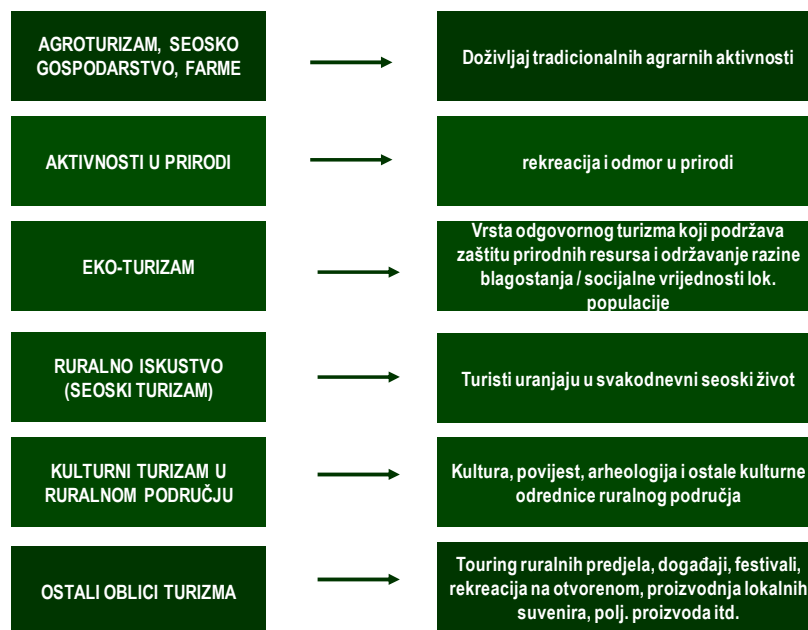 AGROTURIZAM, SEOSKO
GOSPODARSTVO, FARME
Doživljaj tradicionalnih agrarnih aktivnosti
AKTIVNOSTI U PRIRODI
rekreacija i odmor u prirodi
EKO-TURIZAM
Vrsta odgovornog turizma koji podržava
zaštitu prirodnih resursa i održavanje razine
blagostanja / socijalne vrijednosti lok.
populacije
RURALNO ISKUSTVO
(SEOSKI TURIZAM)
Turisti uranjaju u svakodnevni seoski život
KULTURNI TURIZAM U
RURALNOM PODRUČJU
Kultura, povijest, arheologija i ostale kulturne
odrednice ruralnog područja
OSTALI OBLICI TURIZMA
Touring ruralnih predjela, događaji, festivali,
rekreacija na otvorenom, proizvodnja lokalnih
suvenira, polj. proizvoda itd.